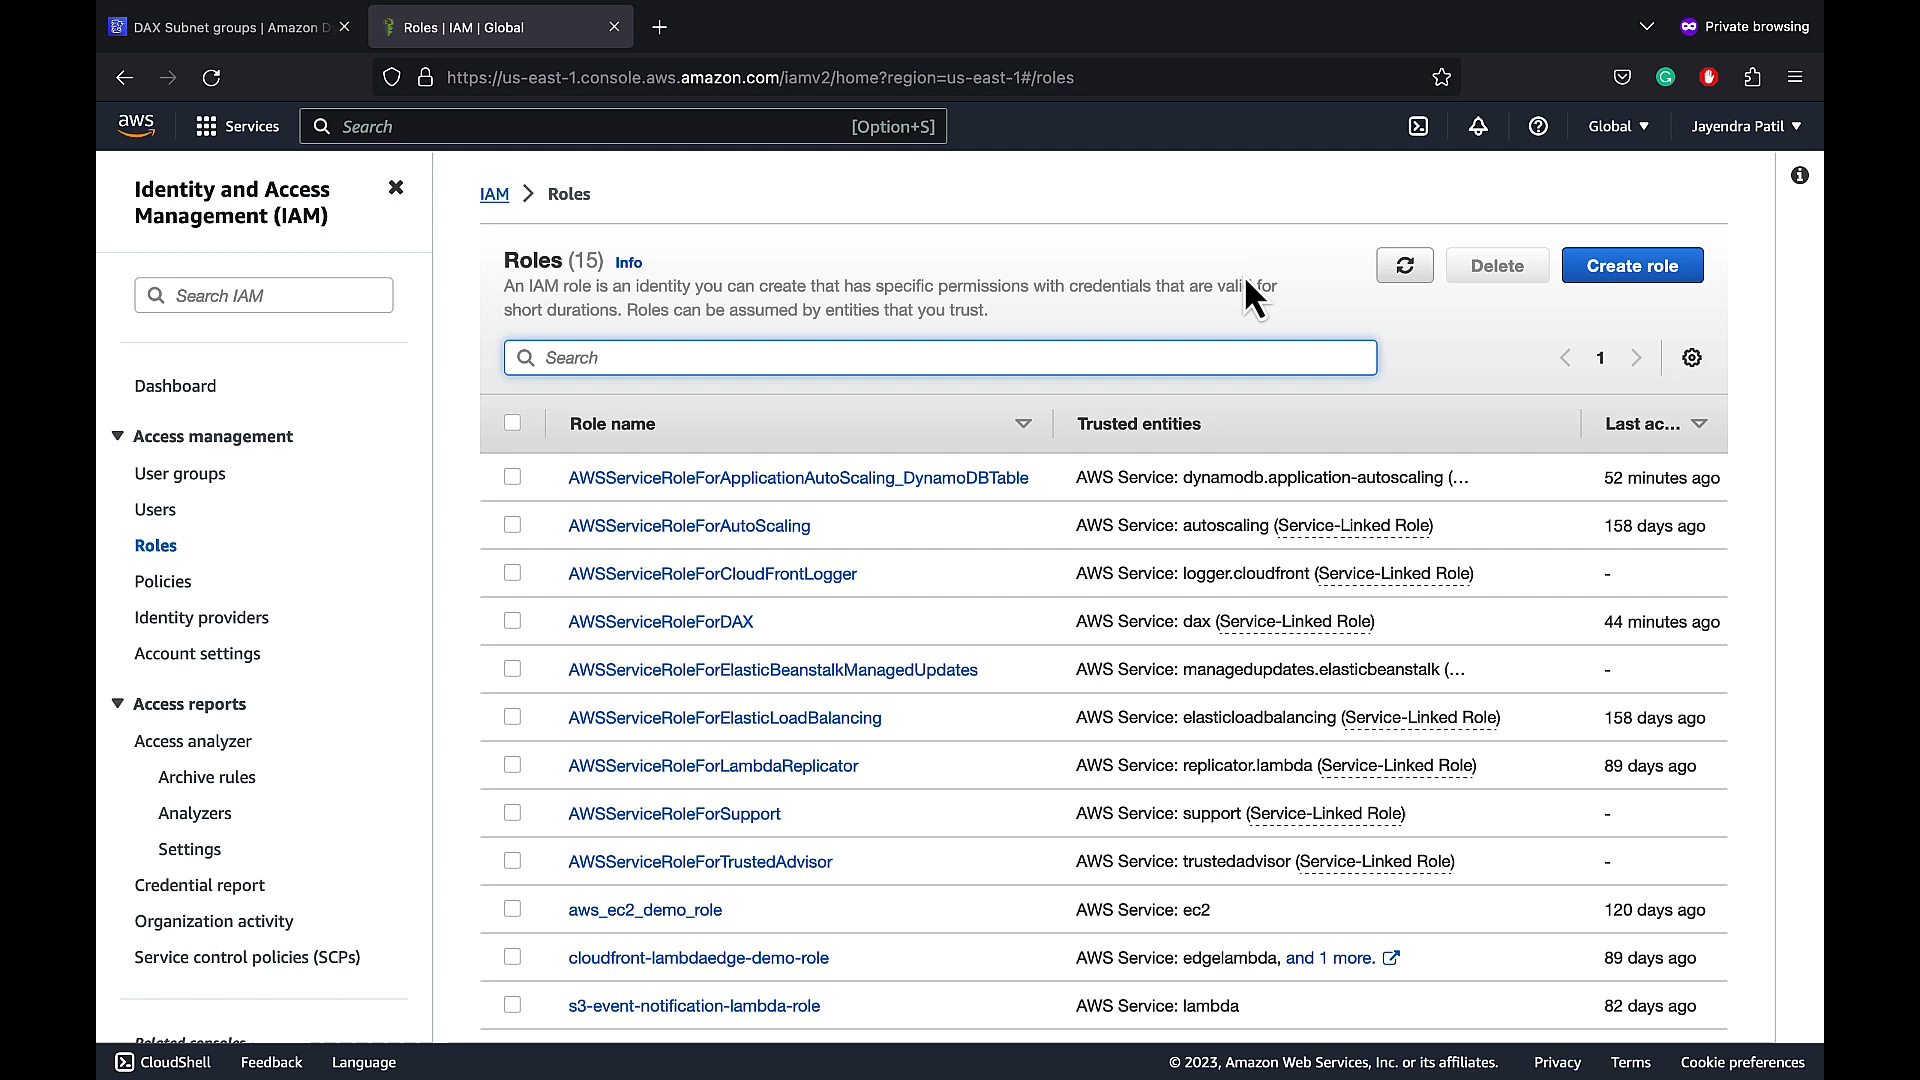 DAX Subnet groups | Amazon D
Roles | IAM | Global
Private browsing
https://us-east-1.console.aws.amazon.com/iamv2/home?region=us-east-1#/roles
aws
Services
Search
[Option+S]
Global
Jayendra Patil
Identity and Access
Management (IAM)
Search IAM
Dashboard
Access management
User groups
Users
Roles
Policies
Identity providers
Account settings
Access reports
Access analyzer
Archive rules
Analyzers
Settings
Credential report
Organization activity
Service control policies (SCPs)
Related consoles
IAM > Roles
Roles (15) Info
An IAM role is an identity you can create that has specific permissions with credentials that are valid for
short durations. Roles can be assumed by entities that you trust.
Delete
Create role
Search
1
Role name Trusted entities Last ac...
AWSServiceRoleForApplicationAutoScaling_DynamoDBTable AWS Service: dynamodb.application-autoscaling (... 52 minutes ago
AWSServiceRoleForAutoScaling AWS Service: autoscaling (Service-Linked Role) 158 days ago
AWSServiceRoleForCloudFrontLogger AWS Service: logger.cloudfront (Service-Linked Role) -
AWSServiceRoleForDAX AWS Service: dax (Service-Linked Role) 44 minutes ago
AWSServiceRoleForElasticBeanstalkManagedUpdates AWS Service: managedupdates.elasticbeanstalk (... -
AWSServiceRoleForElasticLoadBalancing AWS Service: elasticloadbalancing (Service-Linked Role) 158 days ago
AWSServiceRoleForLambdaReplicator AWS Service: replicator.lambda (Service-Linked Role) 89 days ago
AWSServiceRoleForSupport AWS Service: support (Service-Linked Role) -
AWSServiceRoleForTrustedAdvisor AWS Service: trustedadvisor (Service-Linked Role) -
aws_ec2_demo_role AWS Service: ec2 120 days ago
cloudfront-lambdaedge-demo-role AWS Service: edgelambda, and 1 more. 89 days ago
s3-event-notification-lambda-role AWS Service: lambda 82 days ago
CloudShell Feedback Language
© 2023, Amazon Web Services, Inc. or its affiliates. Privacy Terms Cookie preferences